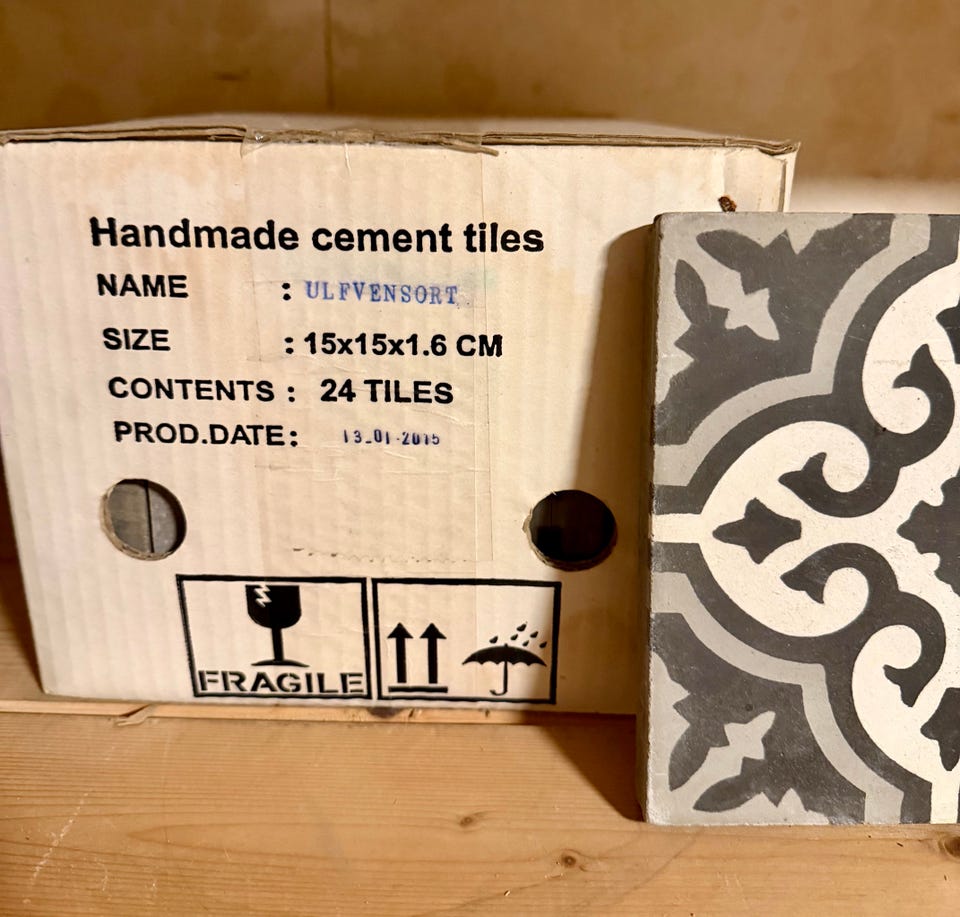 Handmade cement tiles
NAME : ULFVENSORT
SIZE : 15x15x1.6 CM
CONTENTS : 24 TILES
PROD.DATE: 13-01-2015
FRAGILE